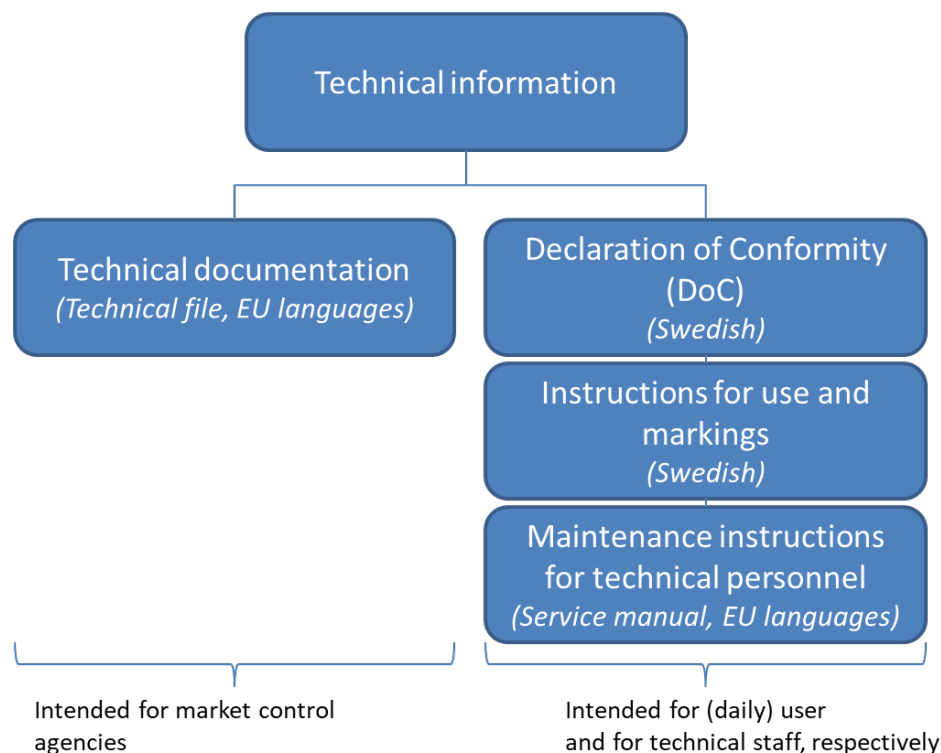 Technical information
Technical documentation
(Technical file, EU languages)
Declaration of Conformity
(DoC)
(Swedish)
Instructions for use and
markings
(Swedish)
Maintenance instructions
for technical personnel
(Service manual, EU languages)
Intended for market control
agencies
Intended for (daily) user
and for technical staff, respectively